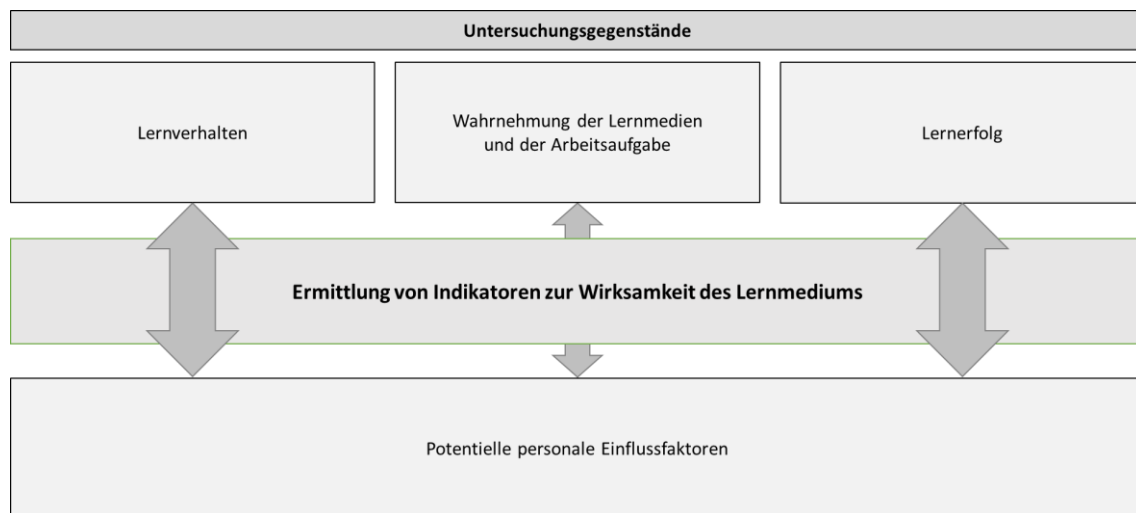 Untersuchungsgegenstände
Lernverhalten
Wahrnehmung der Lernmedien
und der Arbeitsaufgabe
Lernerfolg
Ermittlung von Indikatoren zur Wirksamkeit des Lernmediums
Potentielle personale Einflussfaktoren